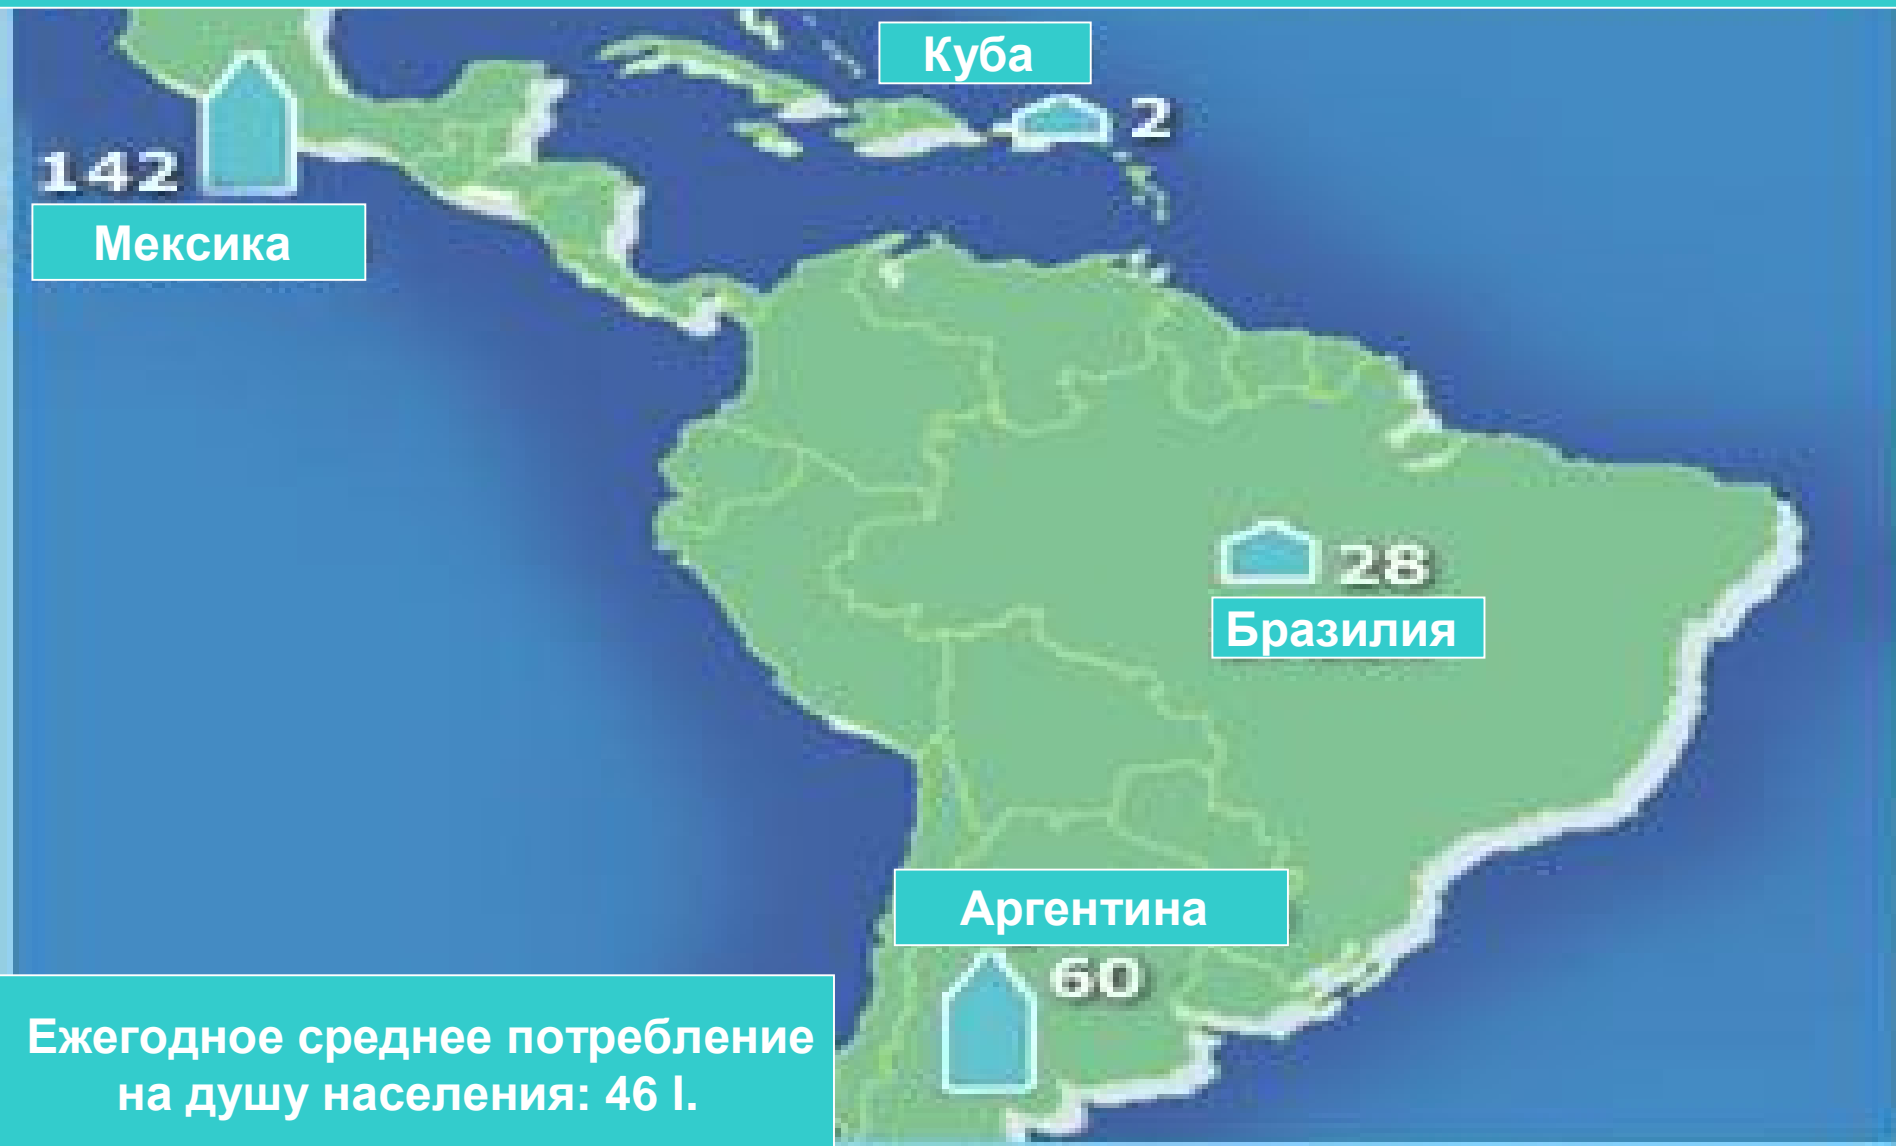 Куба
2
142
Мексика
28
Бразилия
Аргентина
60
Ежегодное среднее потребление
на душу населения: 46 l.